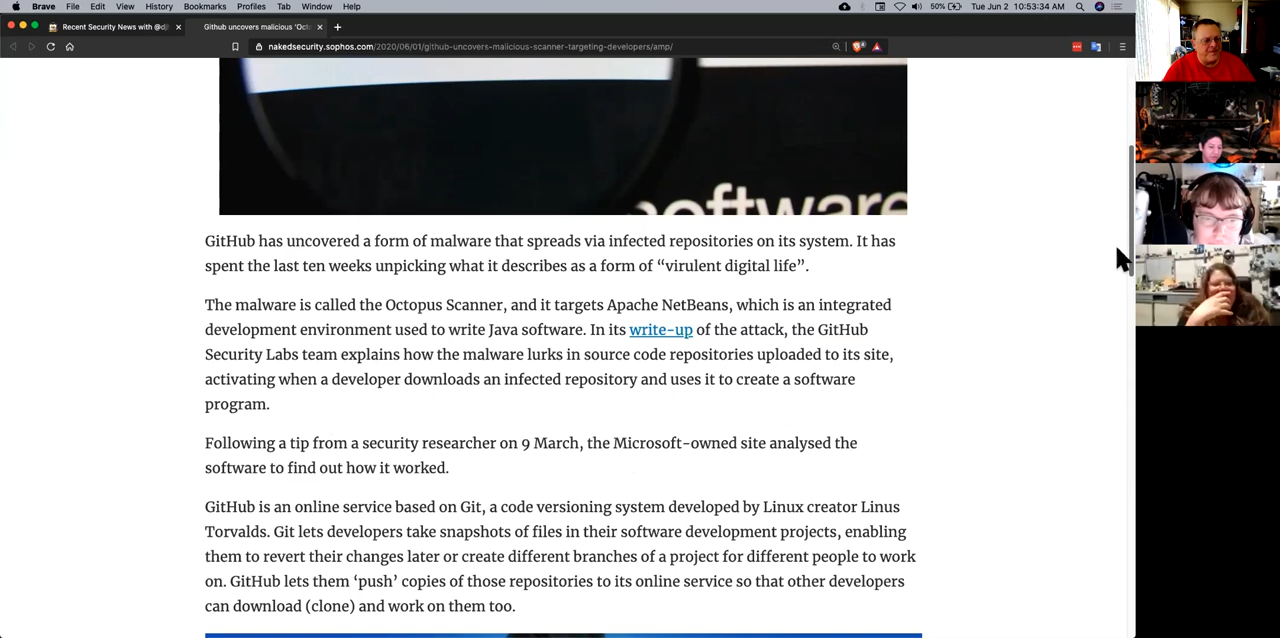 Brave File Edit View History Bookmarks Profiles Tab Window Help
50% Tue Jun 2 10:53:34 AM
Recent Security News with @d
Github uncovers malicious 'Octo
nakedsecurity.sophos.com/2020/06/01/github-uncovers-malicious-scanner-targeting-developers/amp/
software
GitHub has uncovered a form of malware that spreads via infected repositories on its system. It has
spent the last ten weeks unpicking what it describes as a form of “virulent digital life”.
The malware is called the Octopus Scanner, and it targets Apache NetBeans, which is an integrated
development environment used to write Java software. In its write-up of the attack, the GitHub
Security Labs team explains how the malware lurks in source code repositories uploaded to its site,
activating when a developer downloads an infected repository and uses it to create a software
program.
Following a tip from a security researcher on 9 March, the Microsoft-owned site analysed the
software to find out how it worked.
GitHub is an online service based on Git, a code versioning system developed by Linux creator Linus
Torvalds. Git lets developers take snapshots of files in their software development projects, enabling
them to revert their changes later or create different branches of a project for different people to work
on. GitHub lets them ‘push’ copies of those repositories to its online service so that other developers
can download (clone) and work on them too.